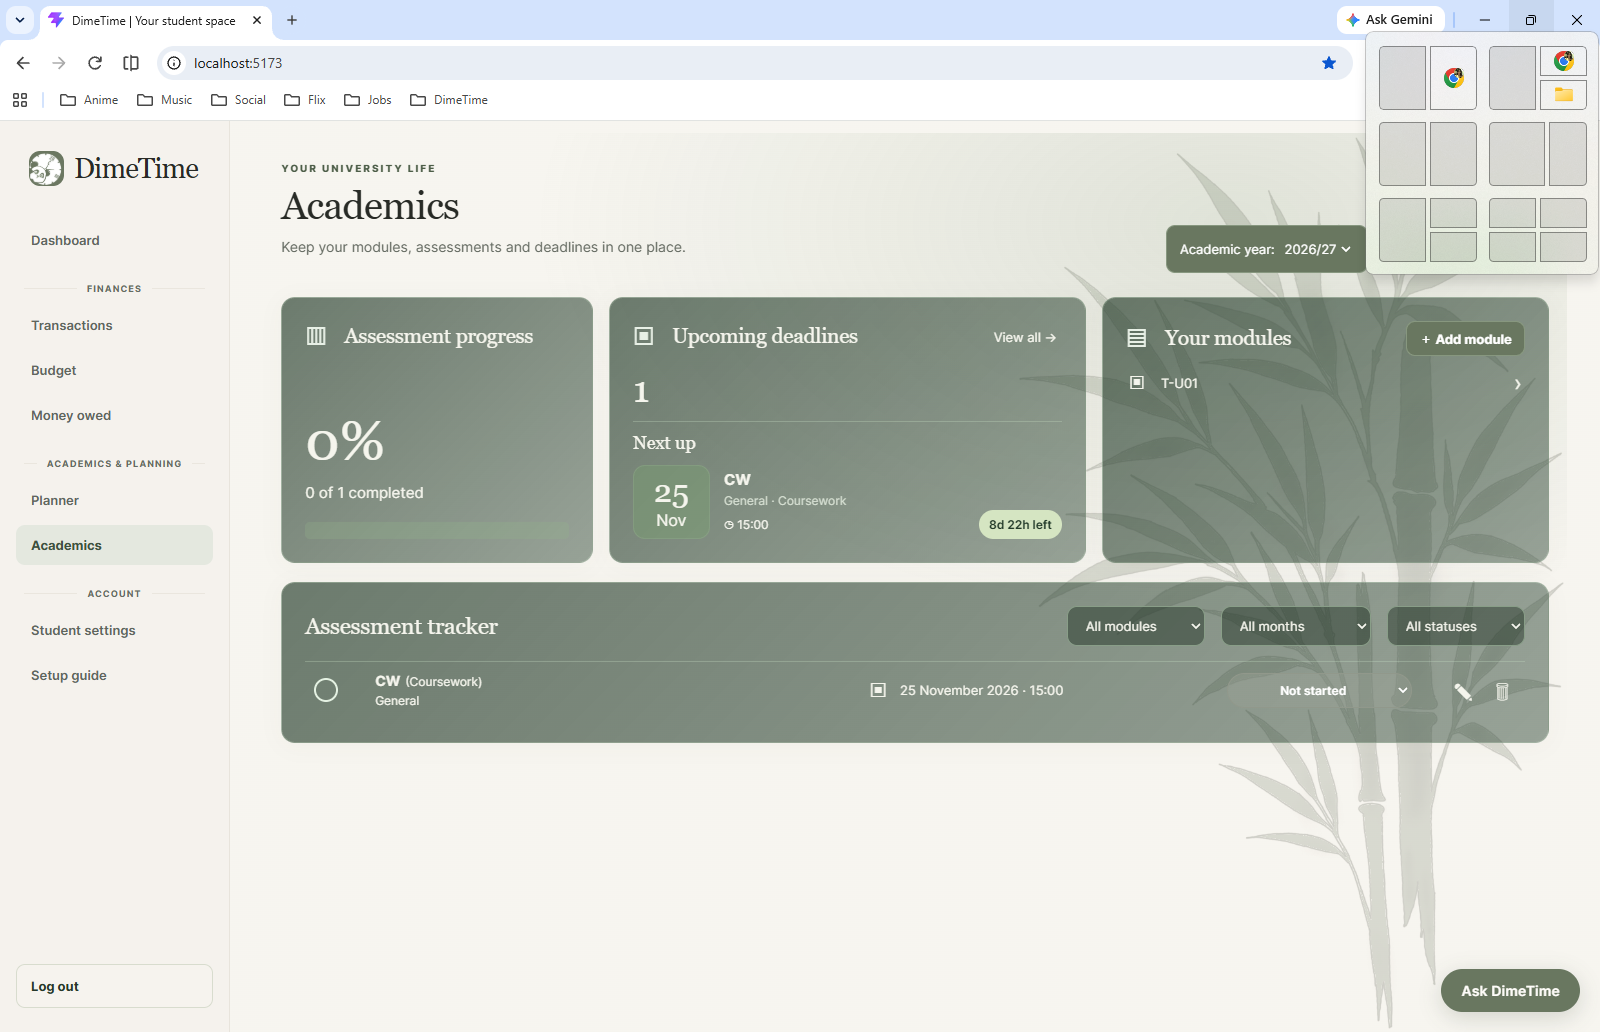 DimeTime | Your student space
Ask Gemini
localhost:5173
Anime
Music
Social
Flix
Jobs
DimeTime
DimeTime
Dashboard
FINANCES
Transactions
Budget
Money owed
ACADEMICS & PLANNING
Planner
Academics
ACCOUNT
Student settings
Setup guide
Log out
YOUR UNIVERSITY LIFE
Academics
Keep your modules, assessments and deadlines in one place.
Academic year: 2026/27
Assessment progress
0%
0 of 1 completed
Upcoming deadlines
View all →
1
Next up
25
Nov
CW
General · Coursework
15:00
8d 22h left
Your modules
+ Add module
T-U01
Assessment tracker
All modules
All months
All statuses
CW (Coursework)
General
25 November 2026 · 15:00
Not started
Ask DimeTime